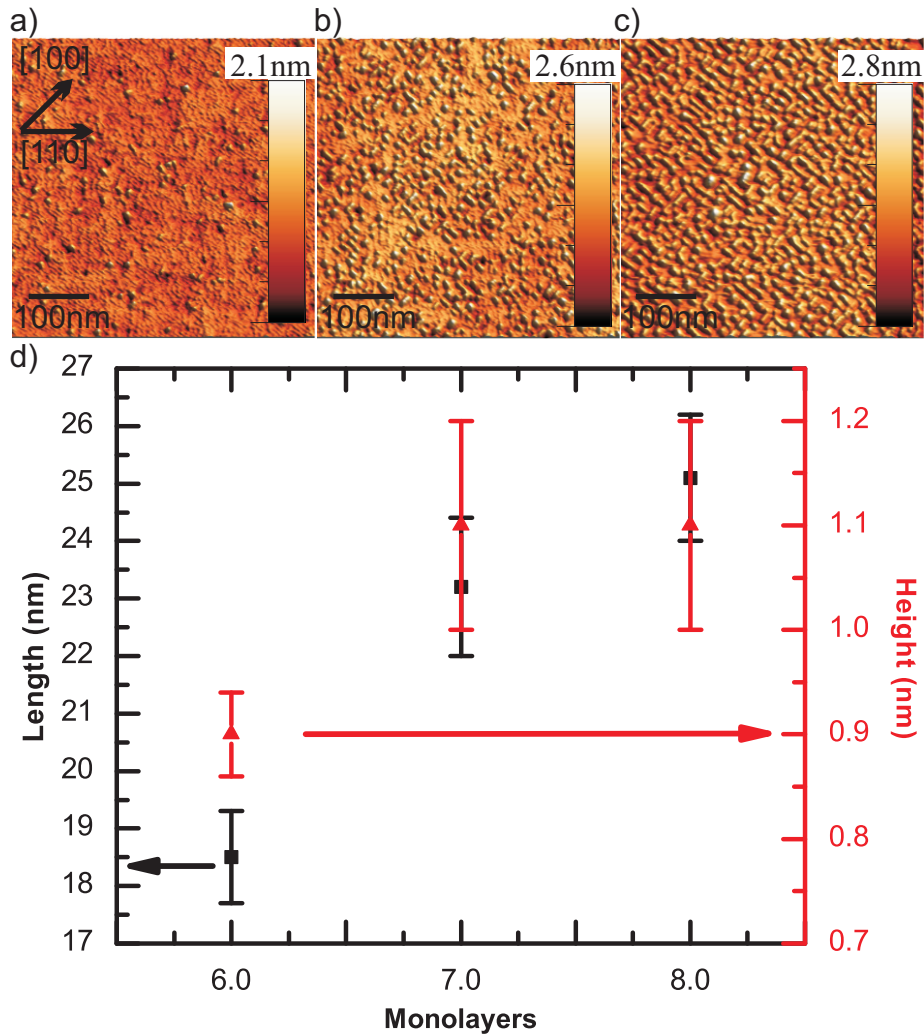 a) b) c)
[100] 2.1nm 2.6nm 2.8nm
[110]
100nm 100nm 100nm
d)
27
26 1.2
25
24 1.1
23
22 1.0
21
20 0.9
19
18 0.8
17 0.7
Length (nm)
Height (nm)
6.0 7.0 8.0
Monolayers